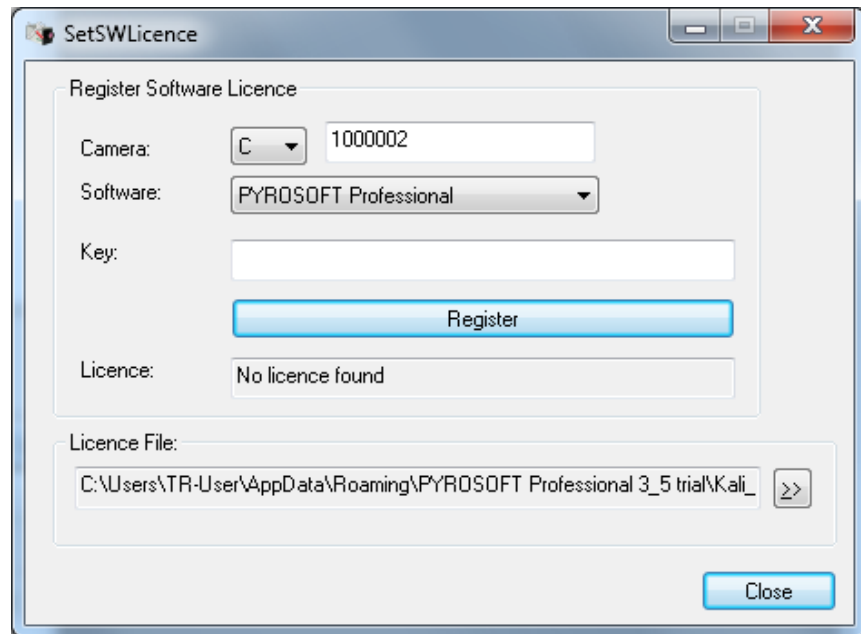 SetSWLicence
Register Software Licence
Camera: C 1000002
Software: PYROSOFT Professional
Key:
Register
Licence: No licence found
Licence File:
C:\Users\TR-User\AppData\Roaming\PYROSOFT Professional 3_5 trial\Kali_ >>
Close